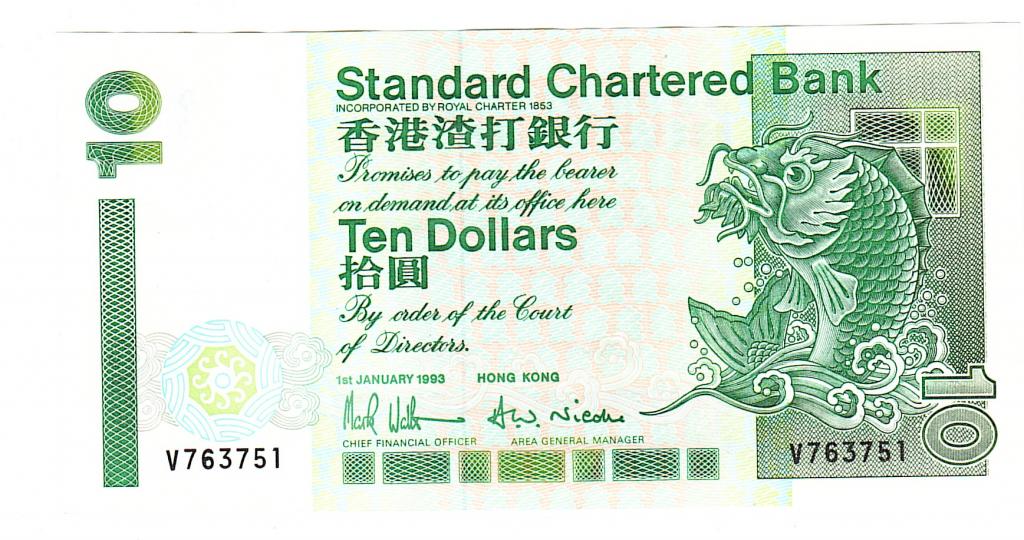 10
Standard Chartered Bank
INCORPORATED BY ROYAL CHARTER 1853
香港渣打銀行
Promises to pay the bearer
on demand at its office here
Ten Dollars
拾圓
By order of the Court
of Directors.
1st JANUARY 1993 HONG KONG
Mark
A.W. Nicolle
CHIEF FINANCIAL OFFICER AREA GENERAL MANAGER
V763751
V763751
10